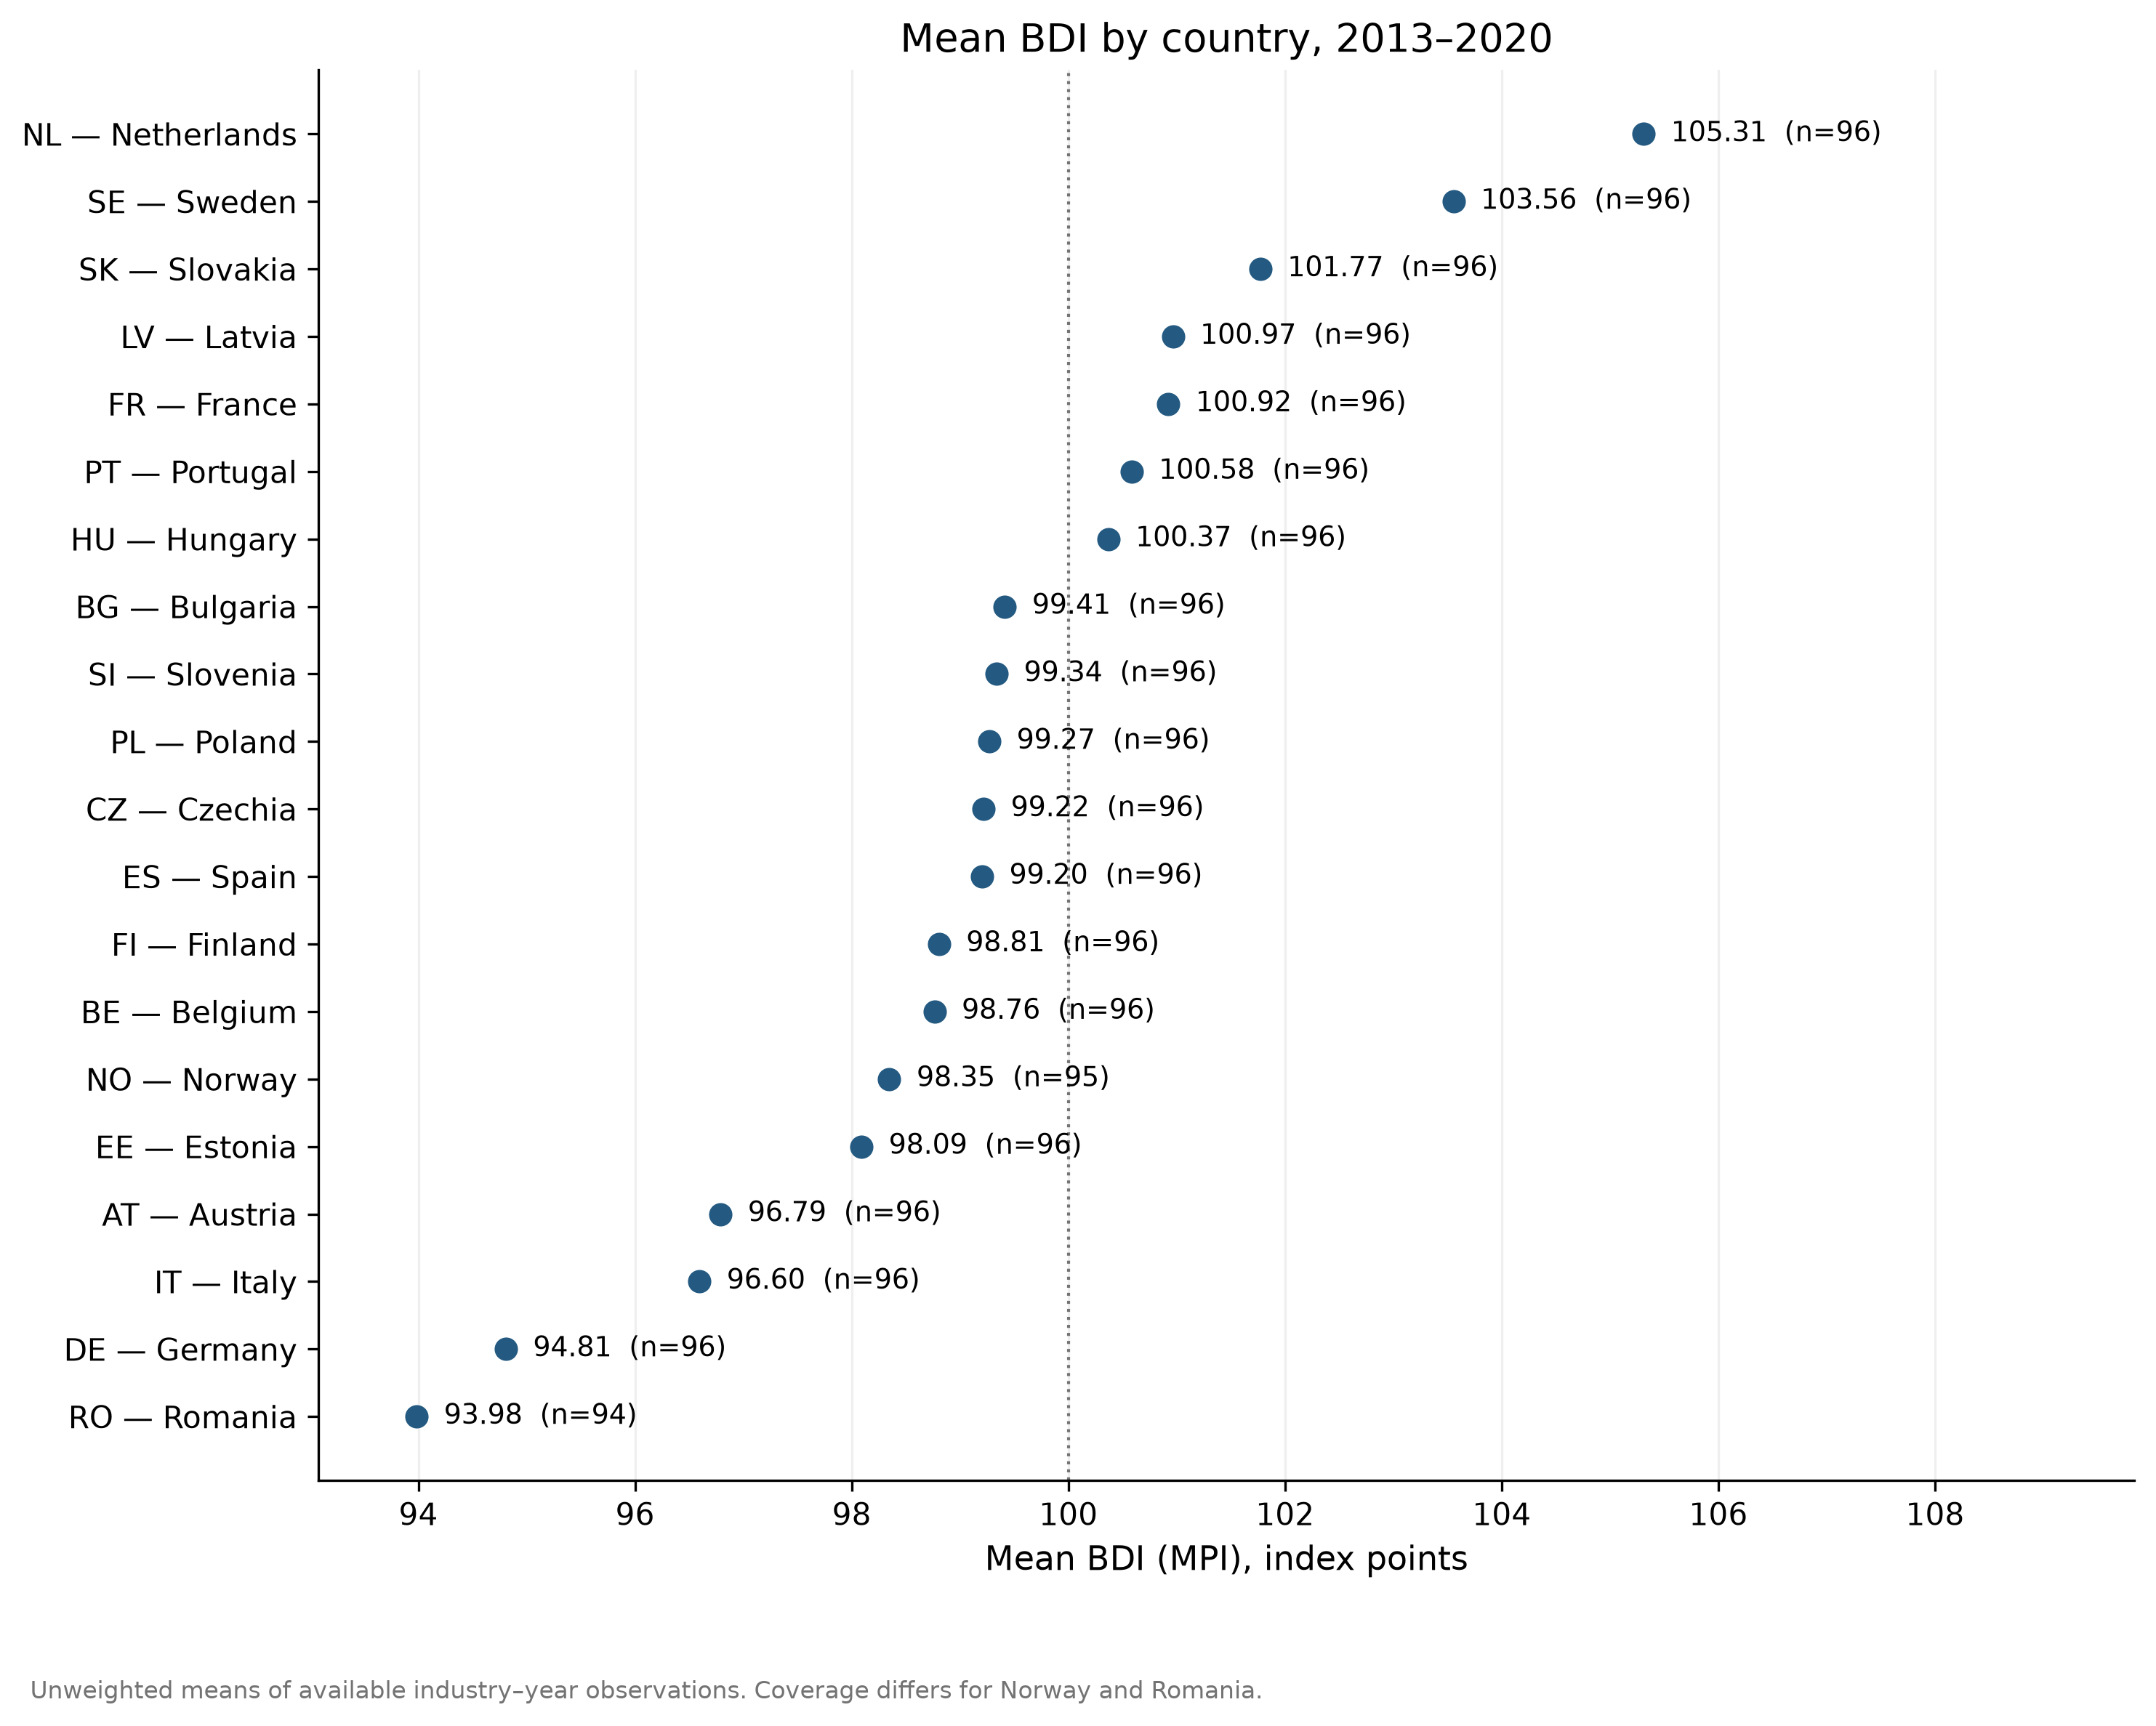 Mean BDI by country, 2013–2020
NL — Netherlands 105.31 (n=96)
SE — Sweden 103.56 (n=96)
SK — Slovakia 101.77 (n=96)
LV — Latvia 100.97 (n=96)
FR — France 100.92 (n=96)
PT — Portugal 100.58 (n=96)
HU — Hungary 100.37 (n=96)
BG — Bulgaria 99.41 (n=96)
SI — Slovenia 99.34 (n=96)
PL — Poland 99.27 (n=96)
CZ — Czechia 99.22 (n=96)
ES — Spain 99.20 (n=96)
FI — Finland 98.81 (n=96)
BE — Belgium 98.76 (n=96)
NO — Norway 98.35 (n=95)
EE — Estonia 98.09 (n=96)
AT — Austria 96.79 (n=96)
IT — Italy 96.60 (n=96)
DE — Germany 94.81 (n=96)
RO — Romania 93.98 (n=94)
94 96 98 100 102 104 106 108
Mean BDI (MPI), index points
Unweighted means of available industry–year observations. Coverage differs for Norway and Romania.